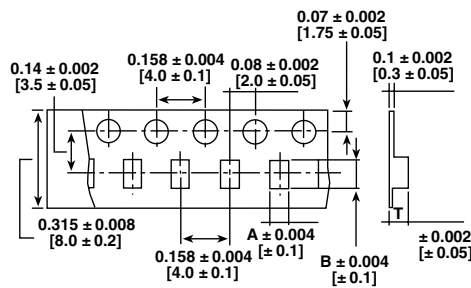 0.07 ± 0.002
[1.75 ± 0.05]
0.14 ± 0.002
[3.5 ± 0.05]
0.158 ± 0.004
[4.0 ± 0.1]
0.08 ± 0.002
[2.0 ± 0.05]
0.1 ± 0.002
[0.3 ± 0.05]
0.315 ± 0.008
[8.0 ± 0.2]
0.158 ± 0.004
[4.0 ± 0.1]
A ± 0.004
[± 0.1]
B ± 0.004
[± 0.1]
T
± 0.002
[± 0.05]